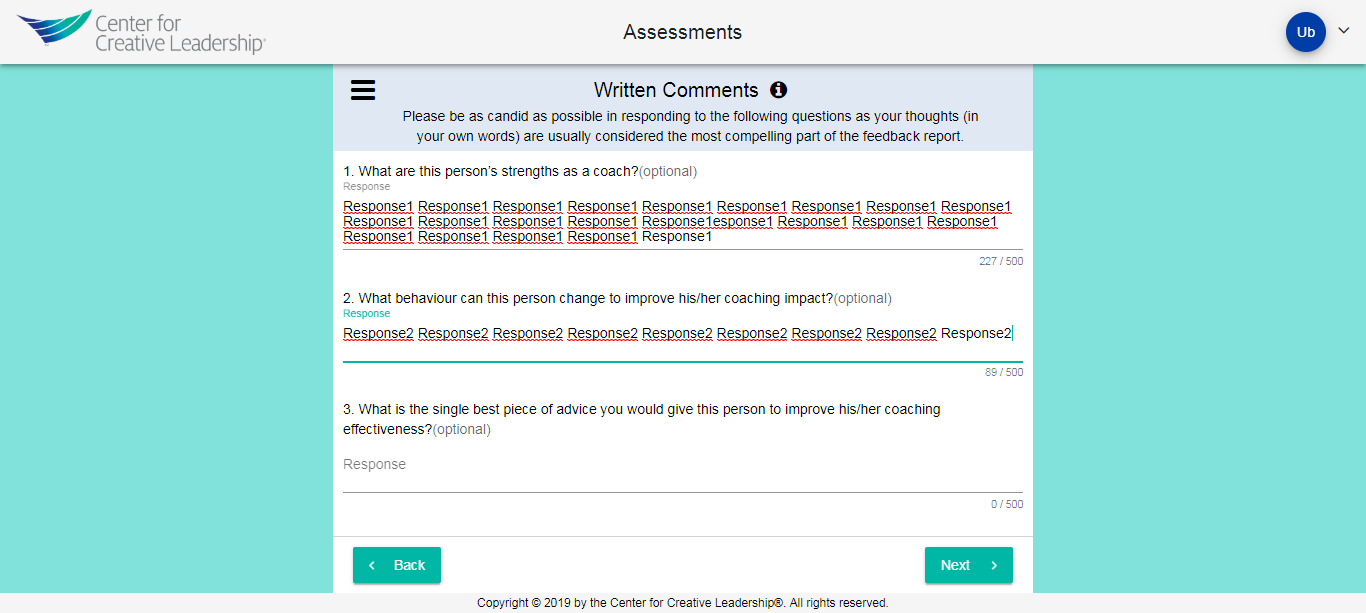 Center for
Creative Leadership®
Assessments
Ub
Written Comments
Please be as candid as possible in responding to the following questions as your thoughts (in
your own words) are usually considered the most compelling part of the feedback report.
1. What are this person’s strengths as a coach?(optional)
Response
Response1 Response1 Response1 Response1 Response1 Response1 Response1 Response1 Response1
Response1 Response1 Response1 Response1 Response1esponse1 Response1 Response1 Response1
Response1 Response1 Response1 Response1 Response1
227 / 500
2. What behaviour can this person change to improve his/her coaching impact?(optional)
Response
Response2 Response2 Response2 Response2 Response2 Response2 Response2 Response2 Response2
89 / 500
3. What is the single best piece of advice you would give this person to improve his/her coaching
effectiveness?(optional)
Response
0 / 500
Back
Next
Copyright © 2019 by the Center for Creative Leadership®. All rights reserved.